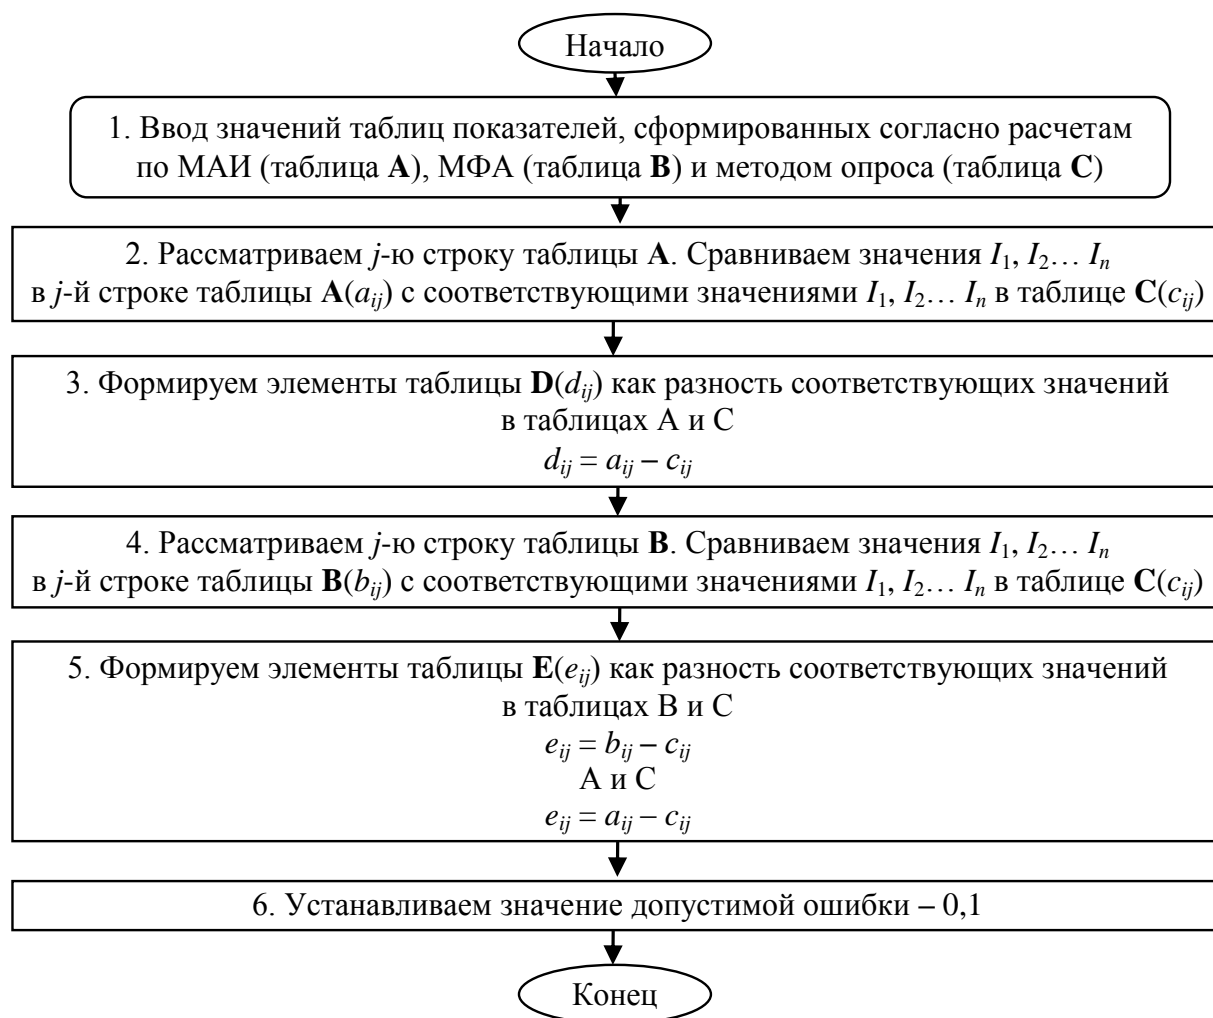 Начало
1. Ввод значений таблиц показателей, сформированных согласно расчетам
по МАИ (таблица A), МФА (таблица B) и методом опроса (таблица C)
2. Рассматриваем j-ю строку таблицы A. Сравниваем значения I₁, I₂… Iₙ
в j-й строке таблицы A(aᵢⱼ) с соответствующими значениями I₁, I₂… Iₙ в таблице C(cᵢⱼ)
3. Формируем элементы таблицы D(dᵢⱼ) как разность соответствующих значений
в таблицах А и С
dᵢⱼ = aᵢⱼ – cᵢⱼ
4. Рассматриваем j-ю строку таблицы B. Сравниваем значения I₁, I₂… Iₙ
в j-й строке таблицы B(bᵢⱼ) с соответствующими значениями I₁, I₂… Iₙ в таблице C(cᵢⱼ)
5. Формируем элементы таблицы E(eᵢⱼ) как разность соответствующих значений
в таблицах В и С
eᵢⱼ = bᵢⱼ – cᵢⱼ
А и С
eᵢⱼ = aᵢⱼ – cᵢⱼ
6. Устанавливаем значение допустимой ошибки – 0,1
Конец